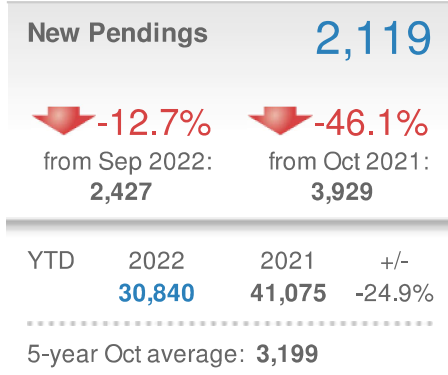 New Pendings 2,119
-12.7% -46.1%
from Sep 2022: from Oct 2021:
2,427 3,929
YTD 2022 2021 +/-
30,840 41,075 -24.9%
5-year Oct average: 3,199